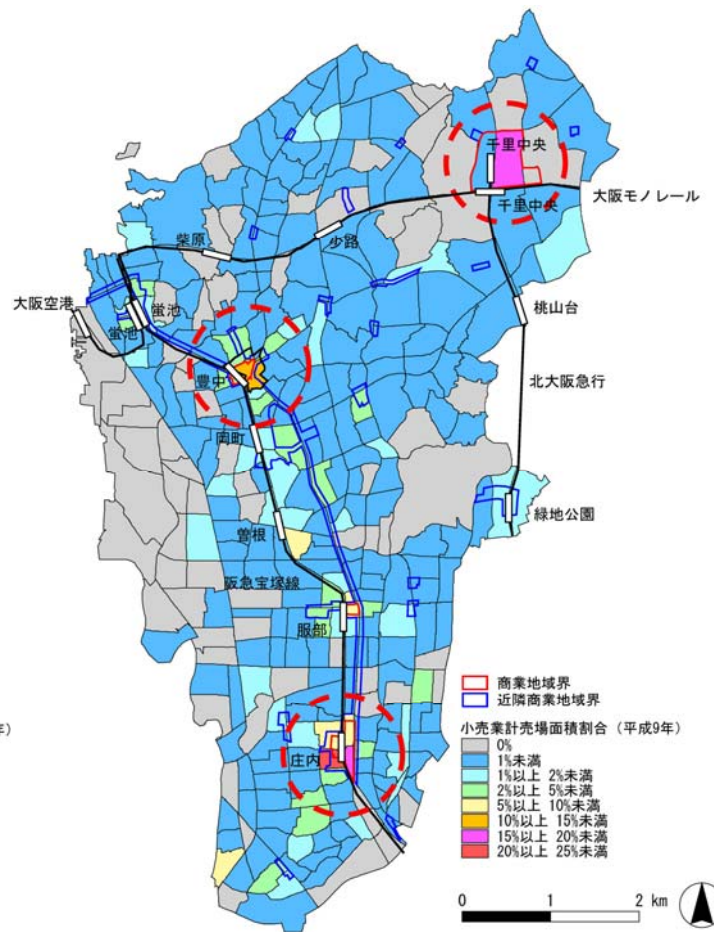 千里中央
千里中央
大阪モノレール
柴原
少路
大阪空港
蛍池
蛍池
桃山台
豊中
北大阪急行
岡町
緑地公園
曽根
阪急宝塚線
服部
庄内
年)
商業地域界
近隣商業地域界
小売業計売場面積割合（平成9年）
0%
1%未満
1%以上 2%未満
2%以上 5%未満
5%以上 10%未満
10%以上 15%未満
15%以上 20%未満
20%以上 25%未満
0 1 2 km